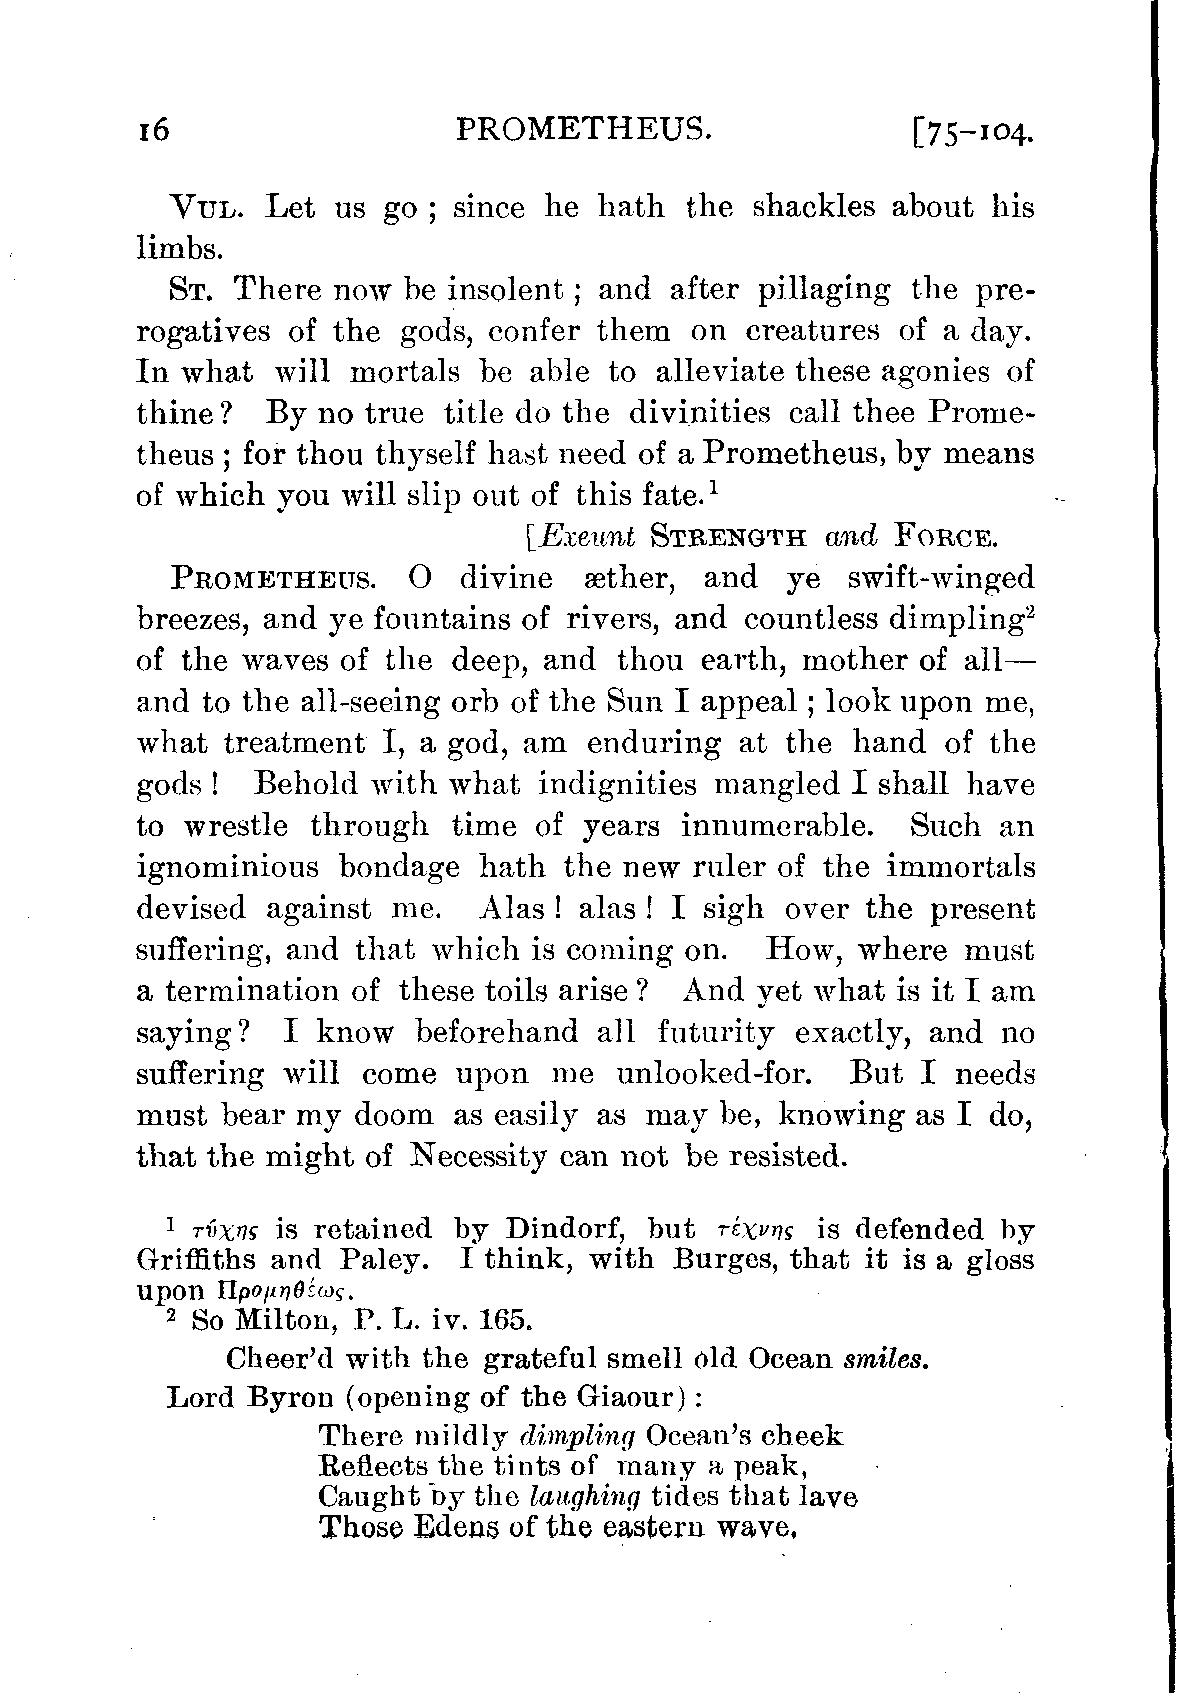 16 PROMETHEUS. [75–104.
VUL. Let us go ; since he hath the shackles about his
limbs.
ST. There now be insolent ; and after pillaging the pre-
rogatives of the gods, confer them on creatures of a day.
In what will mortals be able to alleviate these agonies of
thine ? By no true title do the divinities call thee Prome-
theus ; for thou thyself hast need of a Prometheus, by means
of which you will slip out of this fate.¹
[Exeunt STRENGTH and FORCE.
PROMETHEUS. O divine æther, and ye swift-winged
breezes, and ye fountains of rivers, and countless dimpling²
of the waves of the deep, and thou earth, mother of all—
and to the all-seeing orb of the Sun I appeal ; look upon me,
what treatment I, a god, am enduring at the hand of the
gods ! Behold with what indignities mangled I shall have
to wrestle through time of years innumerable. Such an
ignominious bondage hath the new ruler of the immortals
devised against me. Alas ! alas ! I sigh over the present
suffering, and that which is coming on. How, where must
a termination of these toils arise ? And yet what is it I am
saying ? I know beforehand all futurity exactly, and no
suffering will come upon me unlooked-for. But I needs
must bear my doom as easily as may be, knowing as I do,
that the might of Necessity can not be resisted.
¹ τύχης is retained by Dindorf, but τέχνης is defended by
Griffiths and Paley. I think, with Burges, that it is a gloss
upon Προμηθέως.
² So Milton, P. L. iv. 165.
Cheer'd with the grateful smell old Ocean smiles.
Lord Byron (opening of the Giaour) :
There mildly dimpling Ocean's cheek
Reflects the tints of many a peak,
Caught by the laughing tides that lave
Those Edens of the eastern wave.